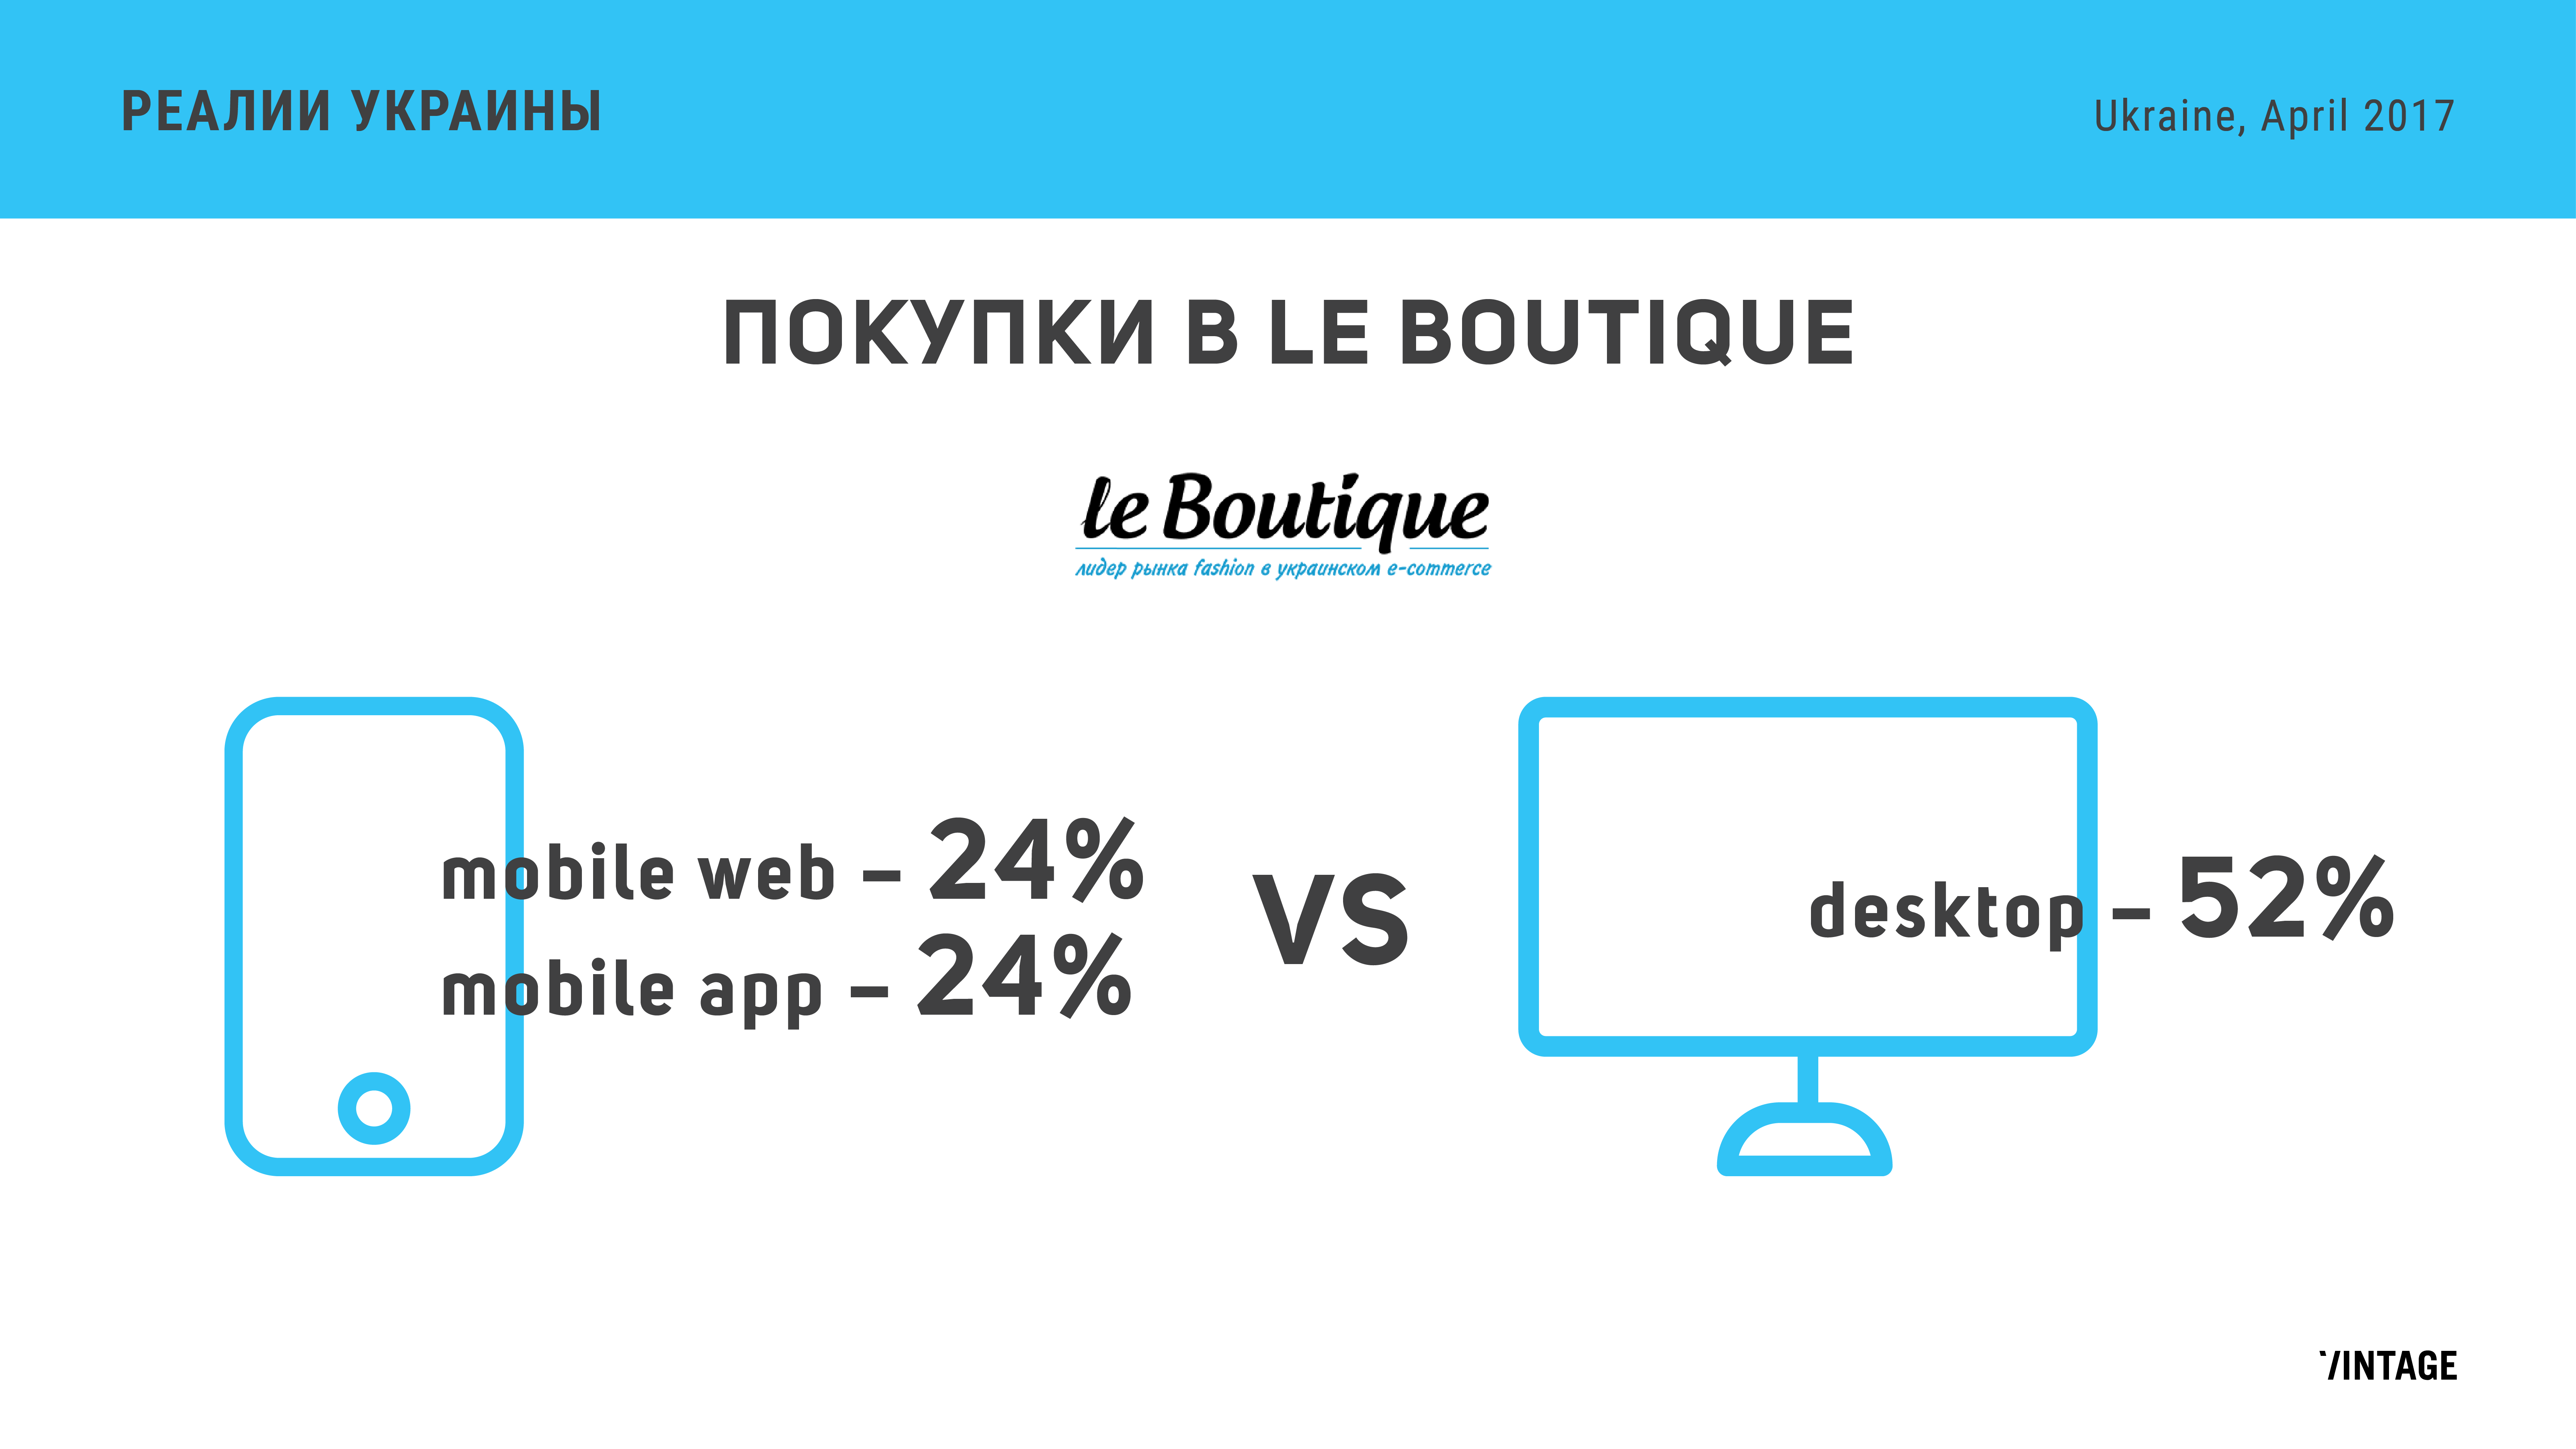 РЕАЛИИ УКРАИНЫ
Ukraine, April 2017
ПОКУПКИ В LE BOUTIQUE
le Boutique
лидер рынка fashion в украинском e-commerce
mobile web – 24%
mobile app – 24%
VS
desktop – 52%
VINTAGE